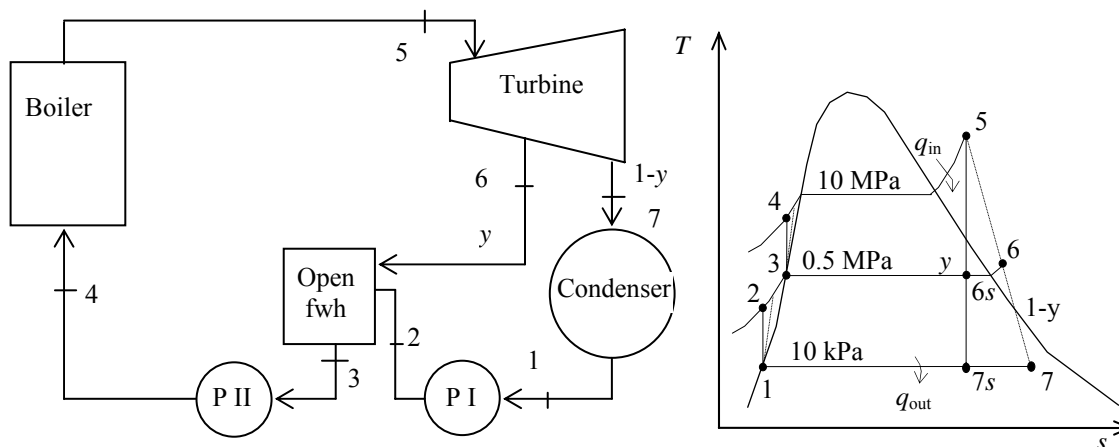 5
Turbine
Boiler
6
1-y
7
y
4
Open
fwh
Condenser
2
1
3
P II
P I
T
5
q_in
10 MPa
4
3
0.5 MPa
y
6
6s
2
1-y
10 kPa
1
7s
7
q_out
s